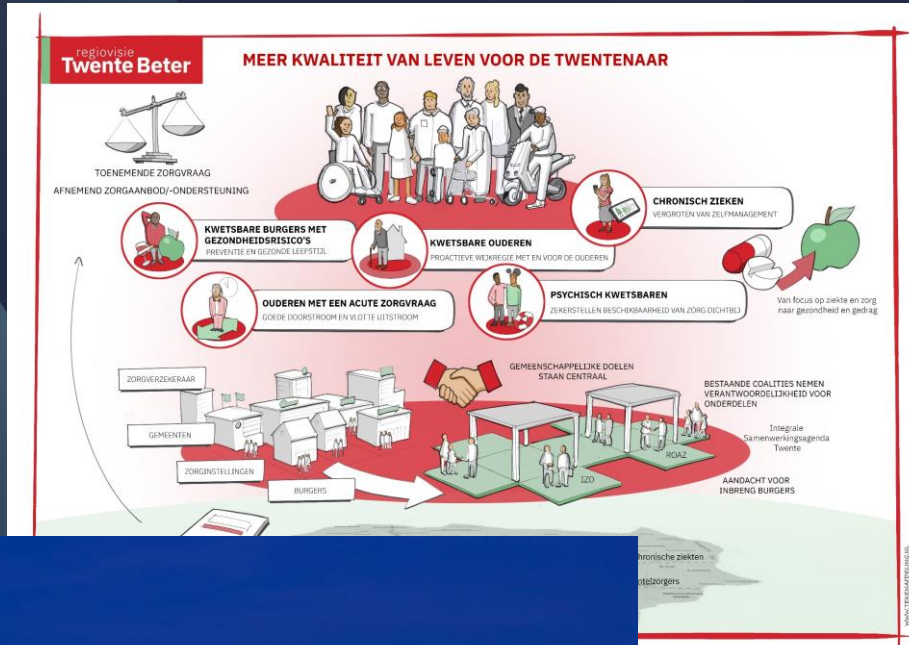 regiovisie
Twente Beter
MEER KWALITEIT VAN LEVEN VOOR DE TWENTENAAR
TOENEMENDE ZORGVRAAG
AFNEMEND ZORGAANBOD/-ONDERSTEUNING
CHRONISCH ZIEKEN
VERGROTEN VAN ZELFMANAGEMENT
KWETSBARE BURGERS MET
GEZONDHEIDSRISICO'S
PREVENTIE EN GEZONDE LEEFSTIJL
KWETSBARE OUDEREN
PROACTIEVE WIJKREGIE MET EN VOOR DE OUDEREN
OUDEREN MET EEN ACUTE ZORGVRAAG
GOEDE DOORSTROOM EN VLOTTE UITSTROOM
PSYCHISCH KWETSBAREN
ZEKERSTELLEN BESCHIKBAARHEID VAN ZORG DICHTBIJ
Van focus op ziekte en zorg
naar gezondheid en gedrag
ZORGVERZEKERAAR
GEMEENTEN
ZORGINSTELLINGEN
BURGERS
GEMEENSCHAPPELIJKE DOELEN
STAAN CENTRAAL
BESTAANDE COALITIES NEMEN
VERANTWOORDELIJKHEID VOOR
ONDERDELEN
Integrale
Samenwerkingsagenda
Twente
ROAZ
IZO
AANDACHT VOOR
INBRENG BURGERS
hronische ziekten
otelzorgers
WWW.TEKENAFDELING.NL